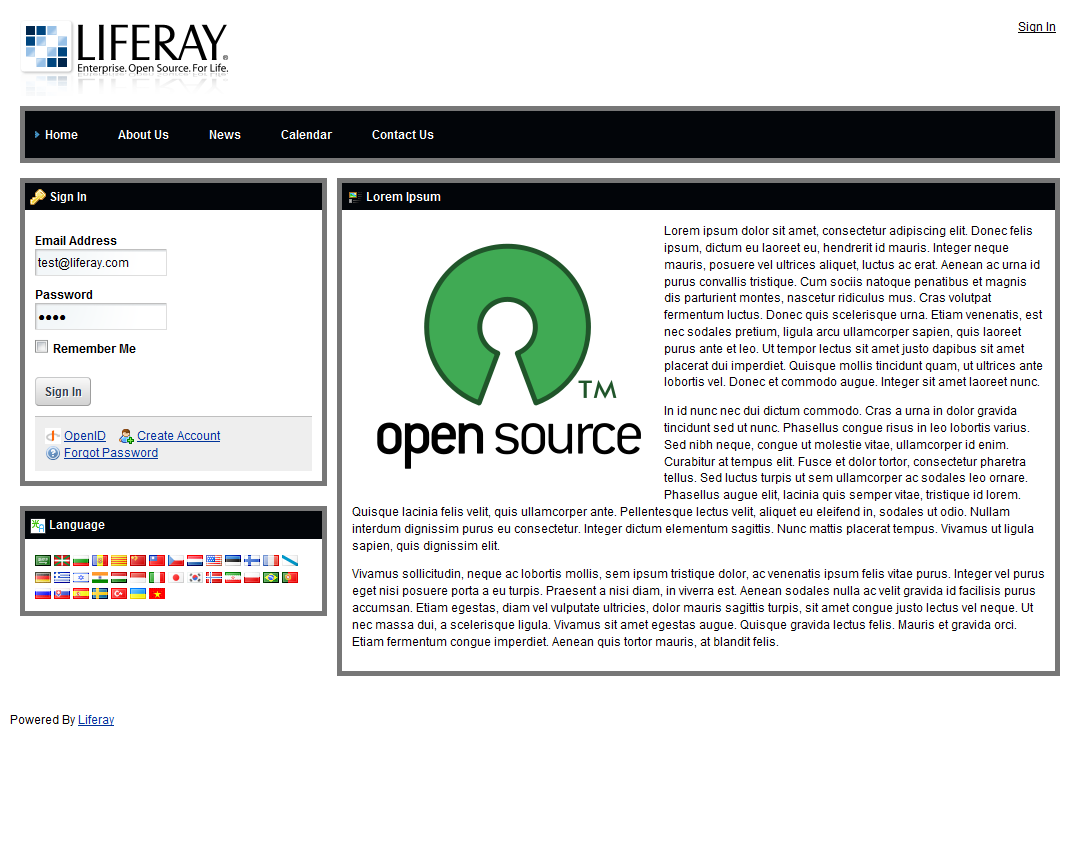 LIFERAY®
Enterprise. Open Source. For Life.
Sign In
Home About Us News Calendar Contact Us
Sign In
Email Address
test@liferay.com
Password
••••
Remember Me
Sign In
OpenID Create Account
Forgot Password
Language
Lorem Ipsum
TM
open source
Lorem ipsum dolor sit amet, consectetur adipiscing elit. Donec felis
ipsum, dictum eu laoreet eu, hendrerit id mauris. Integer neque
mauris, posuere vel ultrices aliquet, luctus ac erat. Aenean ac urna id
purus convallis tristique. Cum sociis natoque penatibus et magnis
dis parturient montes, nascetur ridiculus mus. Cras volutpat
fermentum luctus. Donec quis scelerisque urna. Etiam venenatis, est
nec sodales pretium, ligula arcu ullamcorper sapien, quis laoreet
purus ante et leo. Ut tempor lectus sit amet justo dapibus sit amet
placerat dui imperdiet. Quisque mollis tincidunt quam, ut ultrices ante
lobortis vel. Donec et commodo augue. Integer sit amet laoreet nunc.
In id nunc nec dui dictum commodo. Cras a urna in dolor gravida
tincidunt sed ut nunc. Phasellus congue risus in leo lobortis varius.
Sed nibh neque, congue ut molestie vitae, ullamcorper id enim.
Curabitur at tempus elit. Fusce et dolor tortor, consectetur pharetra
tellus. Sed luctus turpis ut sem ullamcorper ac sodales leo ornare.
Phasellus augue elit, lacinia quis semper vitae, tristique id lorem.
Quisque lacinia felis velit, quis ullamcorper ante. Pellentesque lectus velit, aliquet eu eleifend in, sodales ut odio. Nullam
interdum dignissim purus eu consectetur. Integer dictum elementum sagittis. Nunc mattis placerat tempus. Vivamus ut ligula
sapien, quis dignissim elit.
Vivamus sollicitudin, neque ac lobortis mollis, sem ipsum tristique dolor, ac venenatis ipsum felis vitae purus. Integer vel purus
eget nisi posuere porta a eu turpis. Praesent a nisi diam, in viverra est. Aenean sodales nulla ac velit gravida id facilisis purus
accumsan. Etiam egestas, diam vel vulputate ultricies, dolor mauris sagittis turpis, sit amet congue justo lectus vel neque. Ut
nec massa dui, a scelerisque ligula. Vivamus sit amet egestas augue. Quisque gravida lectus felis. Mauris et gravida orci.
Etiam fermentum congue imperdiet. Aenean quis tortor mauris, at blandit felis.
Powered By Liferay